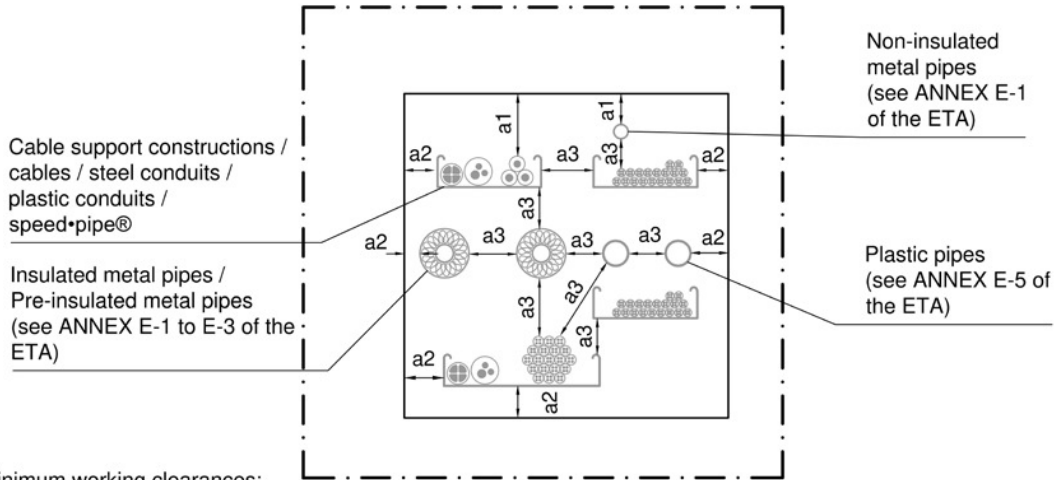 Non-insulated
metal pipes
(see ANNEX E-1
of the ETA)
Cable support constructions /
cables / steel conduits /
plastic conduits /
speed•pipe®
Insulated metal pipes /
Pre-insulated metal pipes
(see ANNEX E-1 to E-3 of the
ETA)
Plastic pipes
(see ANNEX E-5 of
the ETA)
a1
a1
a2
a3
a3
a2
a3
a2
a3
a3
a3
a2
a3
a3
a3
a2
a2
working clearances: